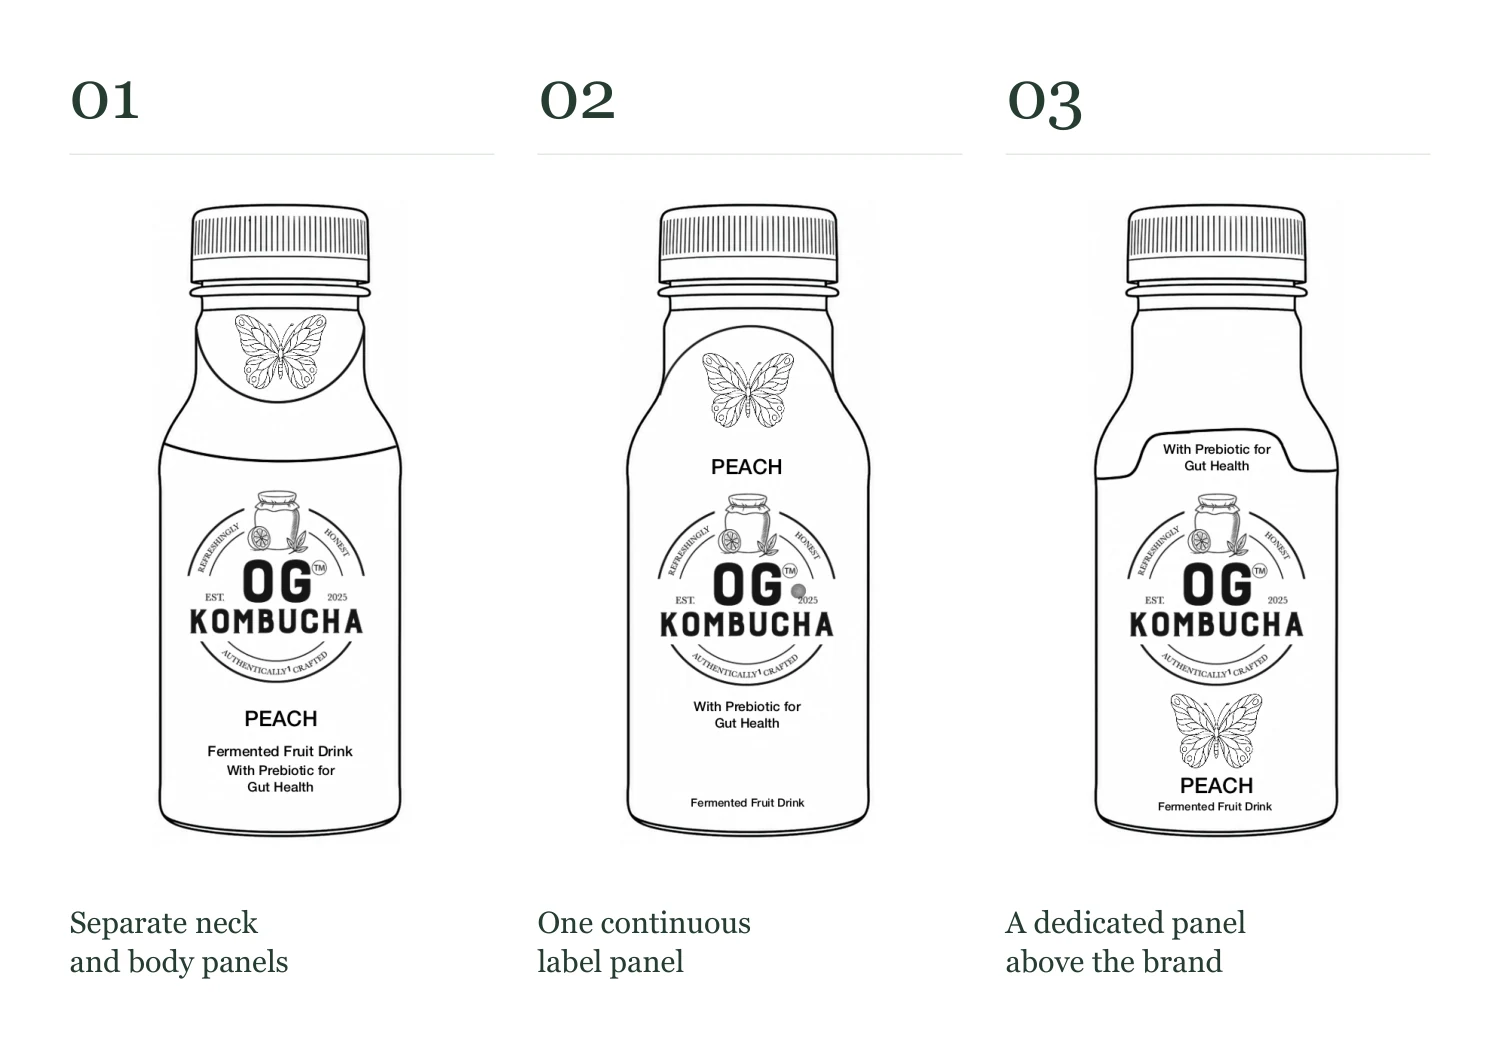 01
02
03
REFRESHINGLY
HONEST
OG
TM
EST.
2025
KOMBUCHA
AUTHENTICALLY CRAFTED
PEACH
Fermented Fruit Drink
With Prebiotic for
Gut Health
PEACH
REFRESHINGLY
HONEST
OG
TM
EST.
2025
KOMBUCHA
AUTHENTICALLY CRAFTED
With Prebiotic for
Gut Health
Fermented Fruit Drink
With Prebiotic for
Gut Health
REFRESHINGLY
HONEST
OG
TM
EST.
2025
KOMBUCHA
AUTHENTICALLY CRAFTED
PEACH
Fermented Fruit Drink
Separate neck
and body panels
One continuous
label panel
A dedicated panel
above the brand